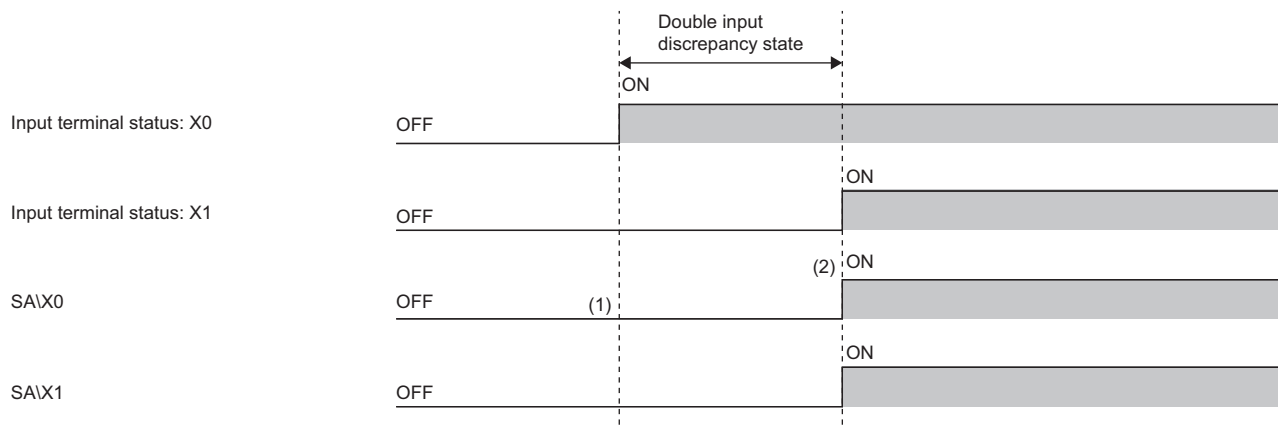 Double input
discrepancy state
ON
Input terminal status: X0
OFF
ON
Input terminal status: X1
OFF
(2)
ON
SA\X0
OFF
(1)
ON
SA\X1
OFF